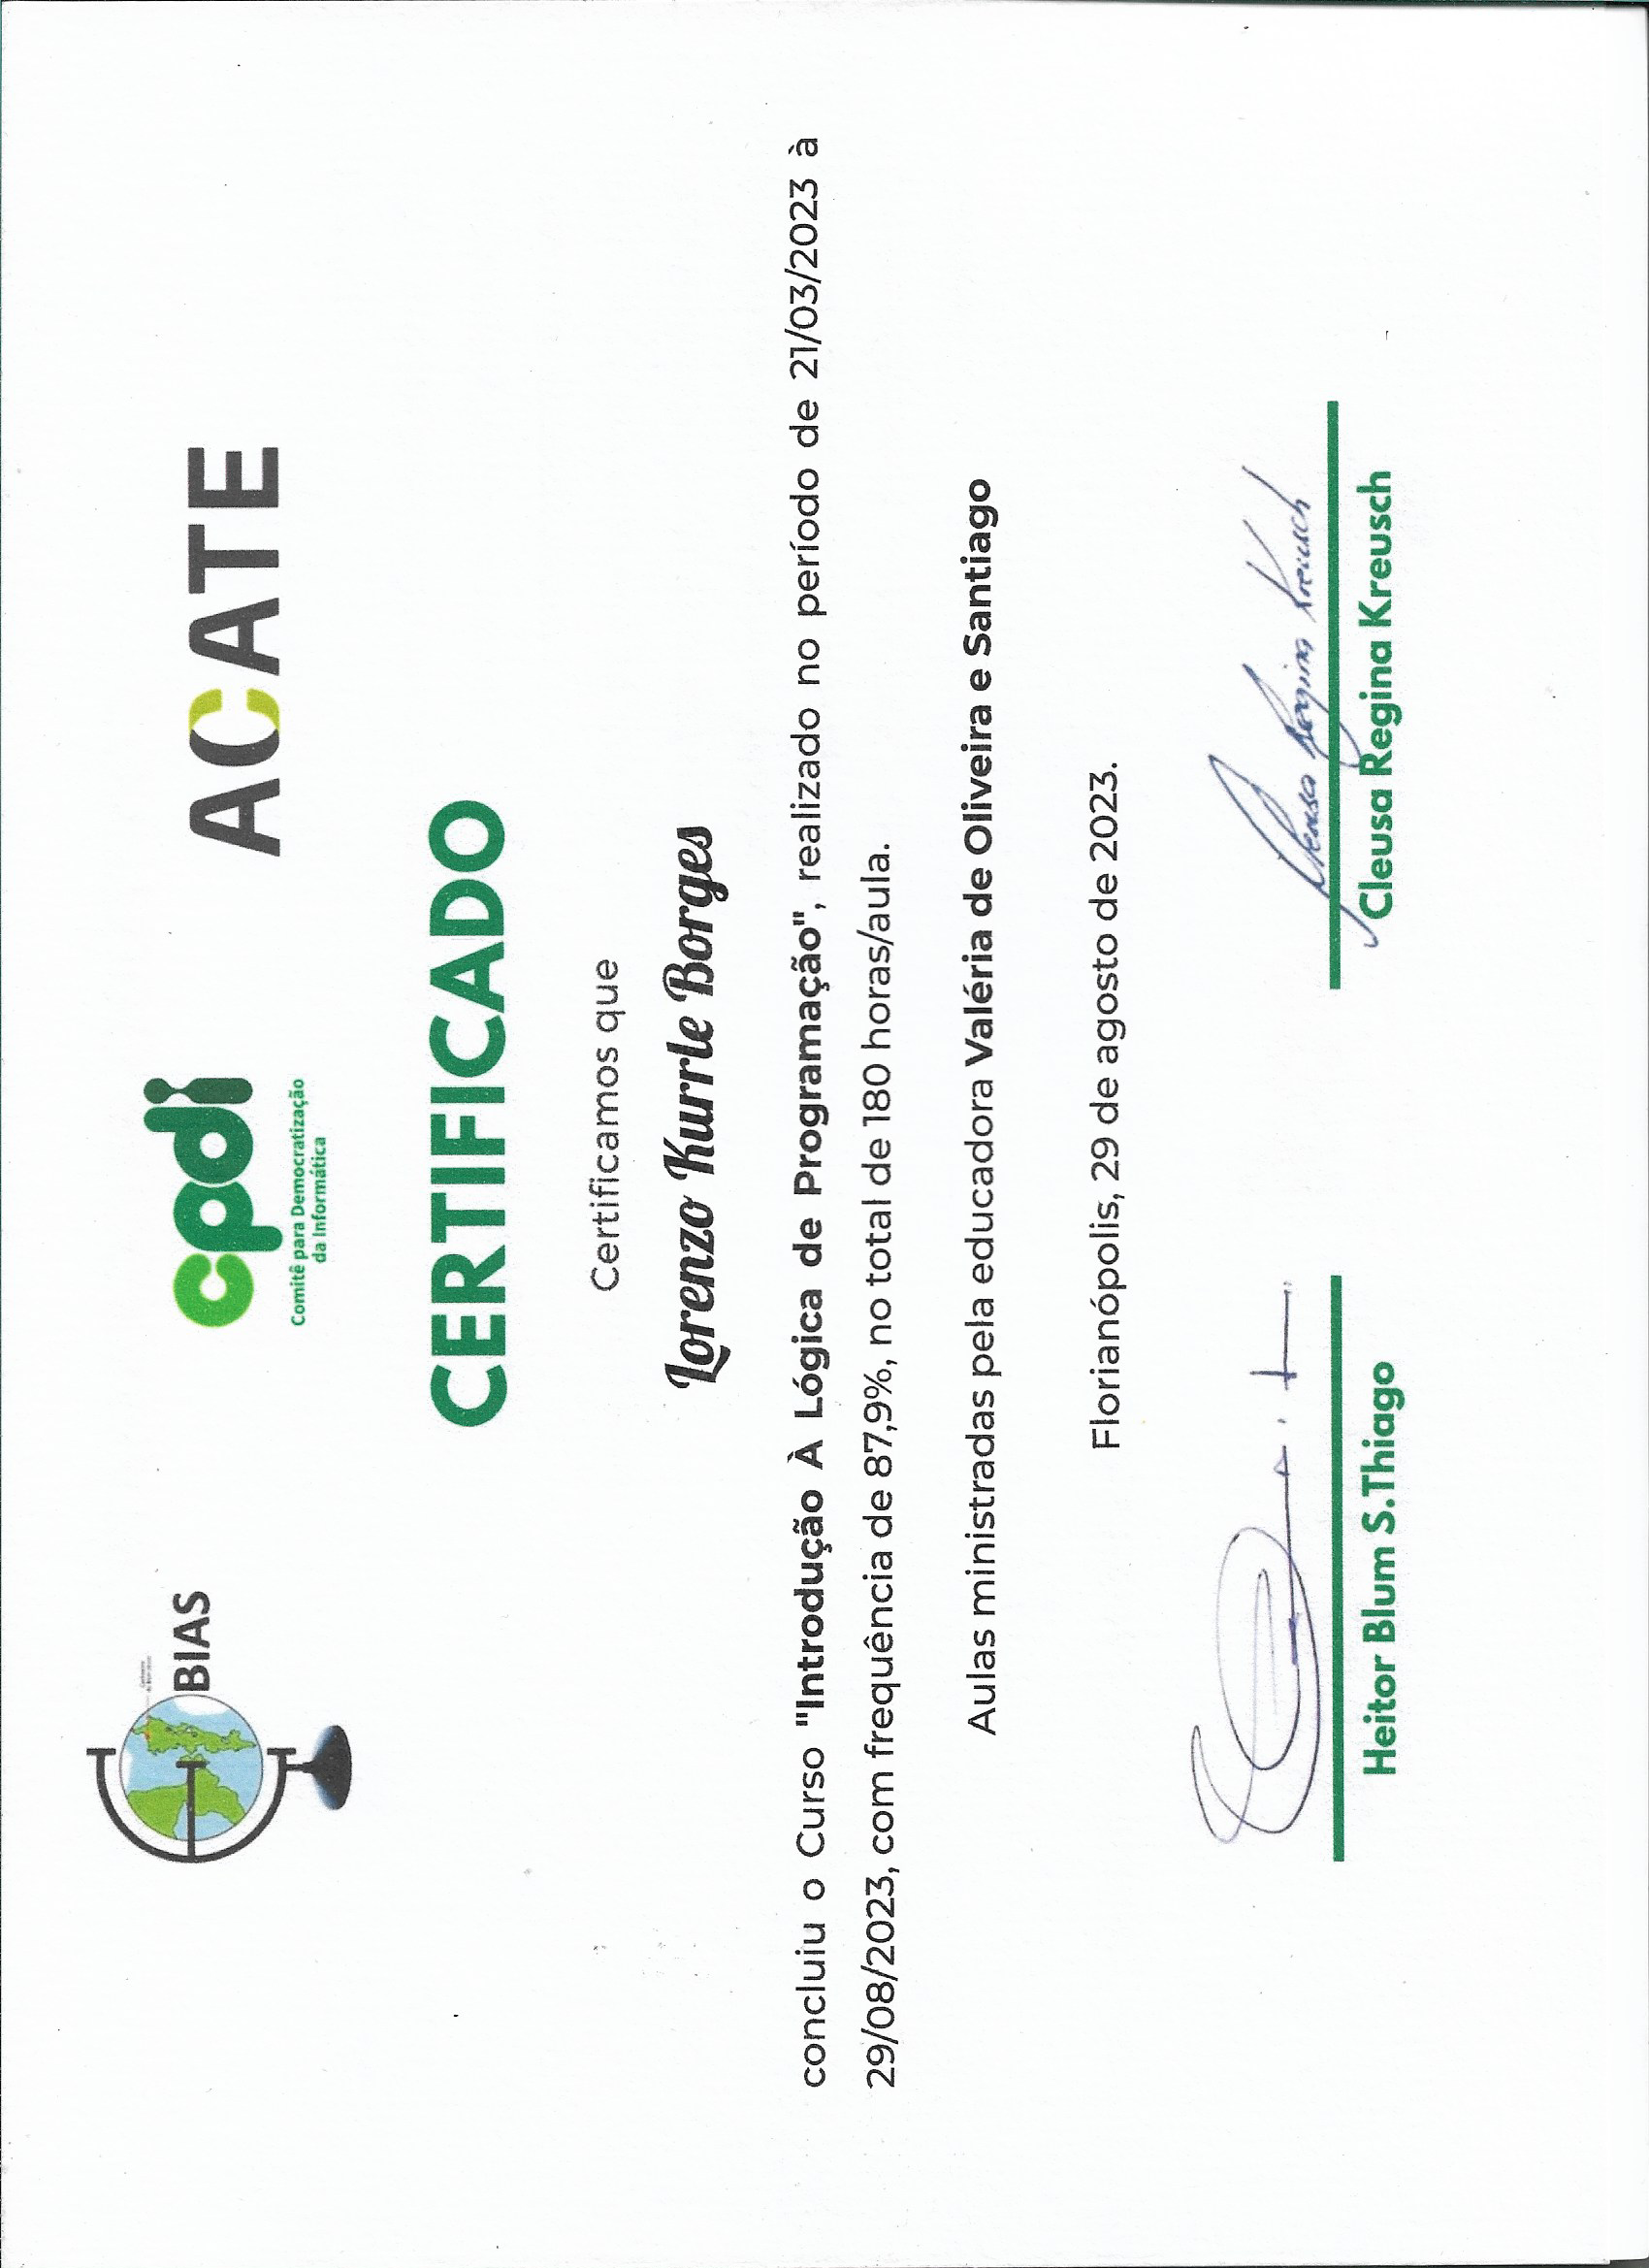 BIAS
cpdi
Comitê para Democratização
da Informática
ACATE
CERTIFICADO
Certificamos que
Lorenzo Kurrle Borges
concluiu o Curso "Introdução À Lógica de Programação", realizado no período de 21/03/2023 à
29/08/2023, com frequência de 87,9%, no total de 180 horas/aula.
Aulas ministradas pela educadora Valéria de Oliveira e Santiago
Florianópolis, 29 de agosto de 2023.
Cleusa Regina Kreusch
Heitor Blum S.Thiago
Cleusa Regina Kreusch